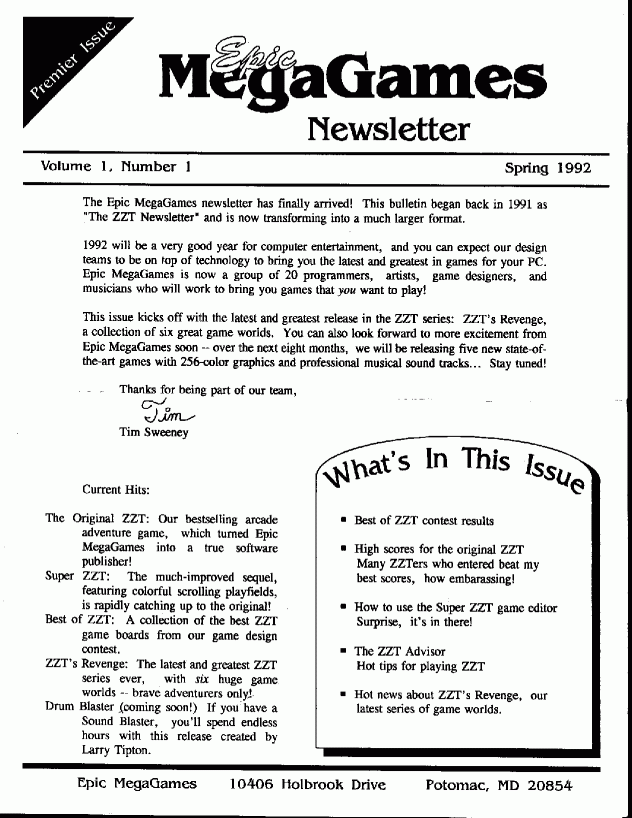 Premier Issue
Epic
MegaGames
Newsletter
Volume 1, Number 1
Spring 1992
The Epic MegaGames newsletter has finally arrived! This bulletin began back in 1991 as
"The ZZT Newsletter" and is now transforming into a much larger format.
1992 will be a very good year for computer entertainment, and you can expect our design
teams to be on top of technology to bring you the latest and greatest in games for your PC.
Epic MegaGames is now a group of 20 programmers, artists, game designers, and
musicians who will work to bring you games that you want to play!
This issue kicks off with the latest and greatest release in the ZZT series: ZZT's Revenge,
a collection of six great game worlds. You can also look forward to more excitement from
Epic MegaGames soon -- over the next eight months, we will be releasing five new state-of-
the-art games with 256-color graphics and professional musical sound tracks... Stay tuned!
Thanks for being part of our team,
Tim
Tim Sweeney
Current Hits:
The Original ZZT: Our bestselling arcade
adventure game, which turned Epic
MegaGames into a true software
publisher!
Super ZZT: The much-improved sequel,
featuring colorful scrolling playfields,
is rapidly catching up to the original!
Best of ZZT: A collection of the best ZZT
game boards from our game design
contest.
ZZT's Revenge: The latest and greatest ZZT
series ever, with six huge game
worlds -- brave adventurers only!
Drum Blaster (coming soon!) If you have a
Sound Blaster, you'll spend endless
hours with this release created by
Larry Tipton.
What's In This Issue
▪ Best of ZZT contest results
▪ High scores for the original ZZT
Many ZZTers who entered beat my
best scores, how embarassing!
▪ How to use the Super ZZT game editor
Surprise, it's in there!
▪ The ZZT Advisor
Hot tips for playing ZZT
▪ Hot news about ZZT's Revenge, our
latest series of game worlds.
Epic MegaGames 10406 Holbrook Drive Potomac, MD 20854